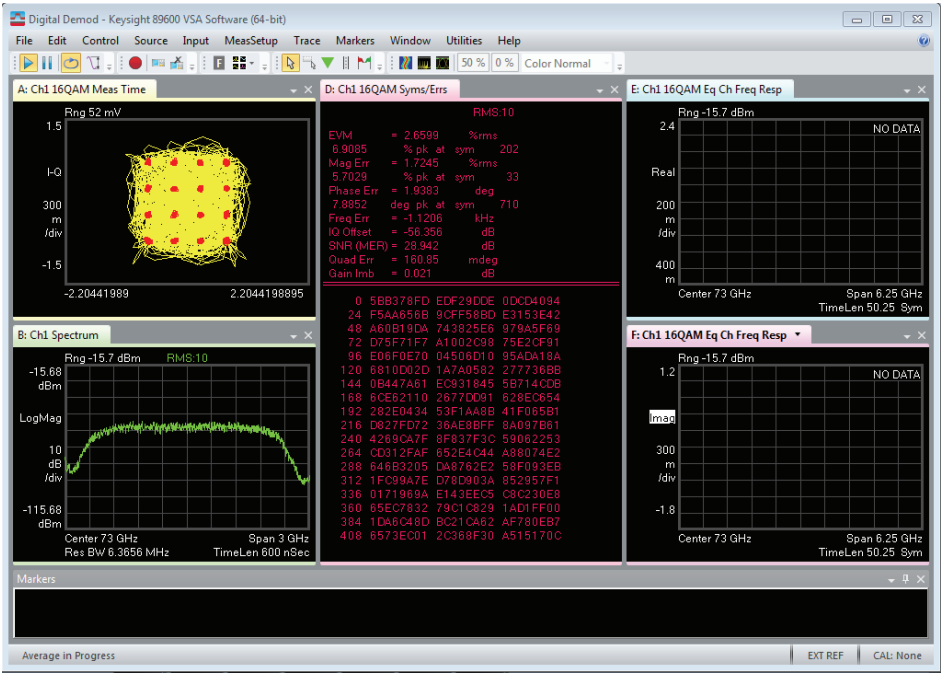 Digital Demod - Keysight 89600 VSA Software (64-bit)
File Edit Control Source Input MeasSetup Trace Markers Window Utilities Help
50 % 0 % Color Normal
A: Ch1 16QAM Meas Time
Rng 52 mV
1.5
I-Q
300
m
/div
-1.5
-2.20441989 2.2044198895
B: Ch1 Spectrum
Rng -15.7 dBm RMS:10
-15.68
dBm
LogMag
10
dB
/div
-115.68
dBm
Center 73 GHz Span 3 GHz
Res BW 6.3656 MHz TimeLen 600 nSec
D: Ch1 16QAM Syms/Errs
RMS:10
EVM = 2.6599 %rms
6.9085 % pk at sym 202
Mag Err = 1.7245 %rms
5.7029 % pk at sym 33
Phase Err = 1.9383 deg
7.8852 deg pk at sym 710
Freq Err = -1.1206 kHz
IQ Offset = -56.356 dB
SNR (MER) = 28.942 dB
Quad Err = 160.85 mdeg
Gain Imb = 0.021 dB
0 5BB378FD EDF29DDE 0DCD4094
24 F5AA656B 9CFF58BD E3153E42
48 A60B19DA 743825E6 979A5F69
72 D75F71F7 A1002C98 75E2CF91
96 E06F0E70 04506D10 95ADA18A
120 6810D02D 1A7A0582 277736BB
144 0B447A61 EC931845 5B714CDB
168 6CE62110 2677DD91 628EC654
192 282E0434 53F1AA8B 41F065B1
216 D827FD72 36AE8BFF 8A097B61
240 4269CA7F 8F837F3C 59062253
264 CD312FAF 652E4C44 A88074E2
288 646B3205 DA8762E2 58F093EB
312 1FC99A7E D78D903A 852957F1
336 0171969A E143EEC5 C8C230E8
360 65EC7832 79C1C829 1AD1FF00
384 1DA6C48D BC21CA62 AF780EB7
408 6573EC01 2C368F30 A515170C
E: Ch1 16QAM Eq Ch Freq Resp
Rng -15.7 dBm
2.4 NO DATA
Real
200
m
/div
400
m
Center 73 GHz Span 6.25 GHz
TimeLen 50.25 Sym
F: Ch1 16QAM Eq Ch Freq Resp
Rng -15.7 dBm
1.2 NO DATA
Imag
300
m
/div
-1.8
Center 73 GHz Span 6.25 GHz
TimeLen 50.25 Sym
Markers
Average in Progress EXT REF CAL: None